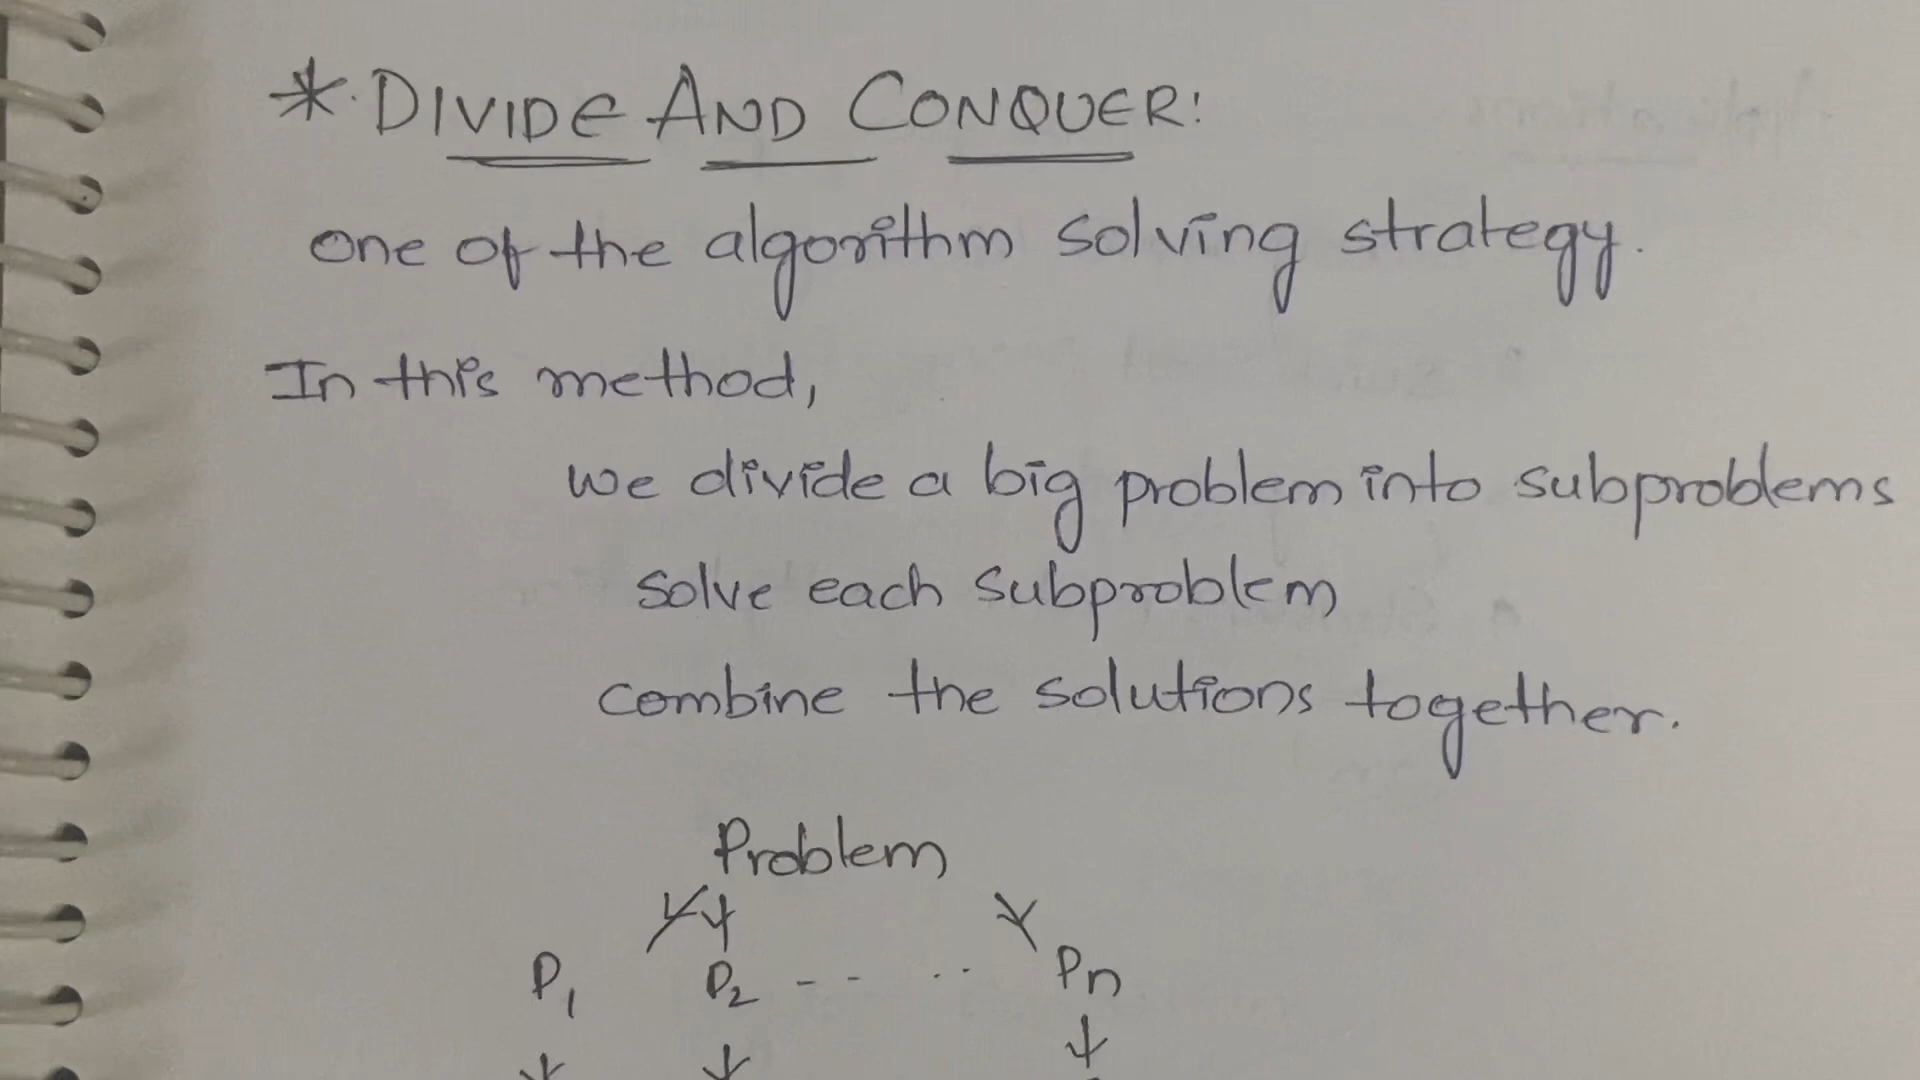 * DIVIDE AND CONQUER:
one of the algorithm solving strategy.
In this method,
we divide a big problem into subproblems
solve each subproblem
combine the solutions together.
Problem
P1 P2 -- .. Pn